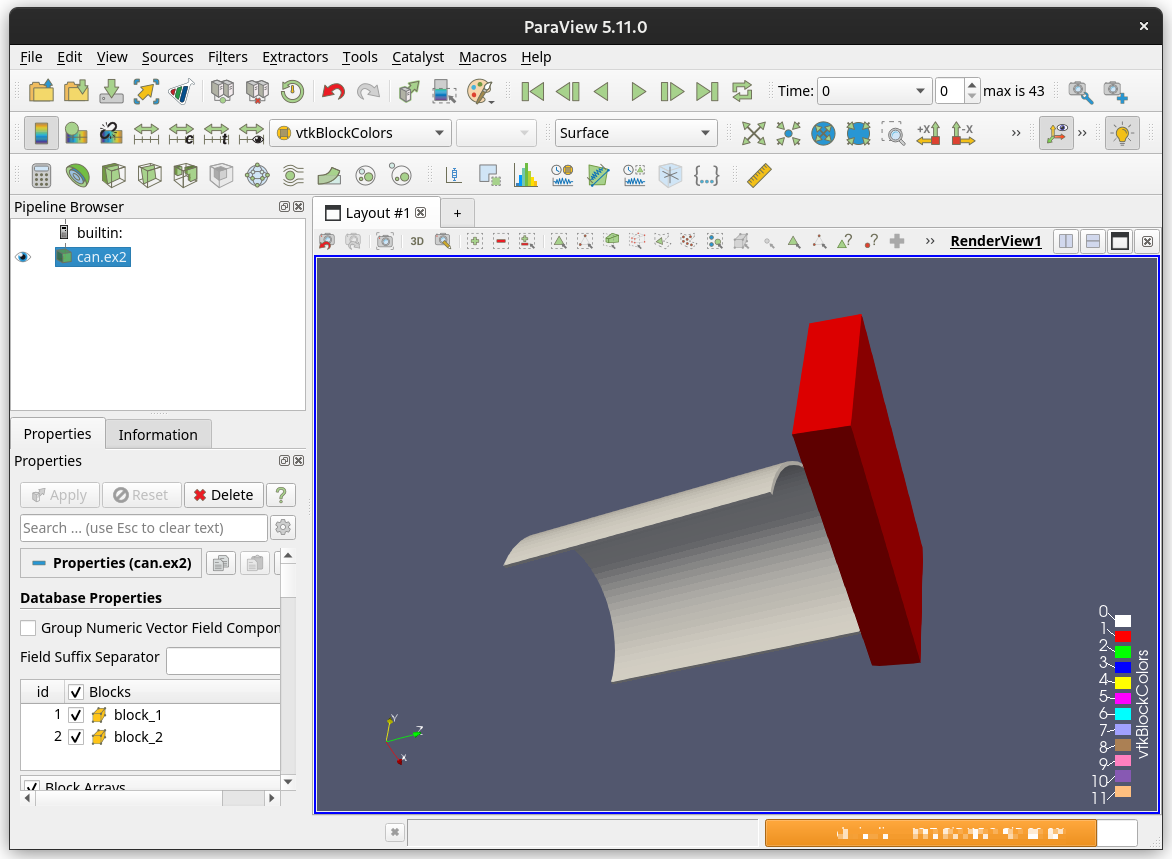 ParaView 5.11.0
File Edit View Sources Filters Extractors Tools Catalyst Macros Help
Time: 0 0 max is 43
vtkBlockColors Surface
+X -X
Pipeline Browser
Layout #1 +
builtin:
3D RenderView1
can.ex2
Properties Information
Properties
Apply Reset Delete ?
Search ... (use Esc to clear text)
Properties (can.ex2)
Database Properties
Group Numeric Vector Field Compon
Field Suffix Separator
id Blocks
1 block_1
2 block_2
Block Arrays
Y
Z
X
0
1
2
3
4
5
6
7
8
9
10
11
vtkBlockColors